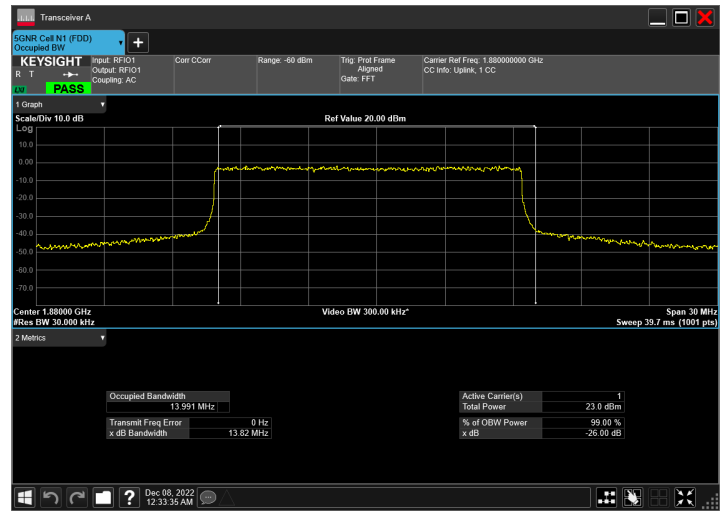 Transceiver A
5GNR Cell N1 (FDD)
Occupied BW
KEYSIGHT
R T
LXI
PASS
Input: RFIO1
Output: RFIO1
Coupling: AC
Corr CCorr
Range: -60 dBm
Trig: Prot Frame
Aligned
Gate: FFT
Carrier Ref Freq: 1.880000000 GHz
CC Info: Uplink, 1 CC
1 Graph
Scale/Div 10.0 dB
Ref Value 20.00 dBm
Log
10.0
0.00
-10.0
-20.0
-30.0
-40.0
-50.0
-60.0
-70.0
Center 1.88000 GHz
Video BW 300.00 kHz*
Span 30 MHz
#Res BW 30.000 kHz
Sweep 39.7 ms (1001 pts)
2 Metrics
Occupied Bandwidth
13.991 MHz
Transmit Freq Error 0 Hz
x dB Bandwidth 13.82 MHz
Active Carrier(s) 1
Total Power 23.0 dBm
% of OBW Power 99.00 %
x dB -26.00 dB
?
Dec 08, 2022
12:33:35 AM